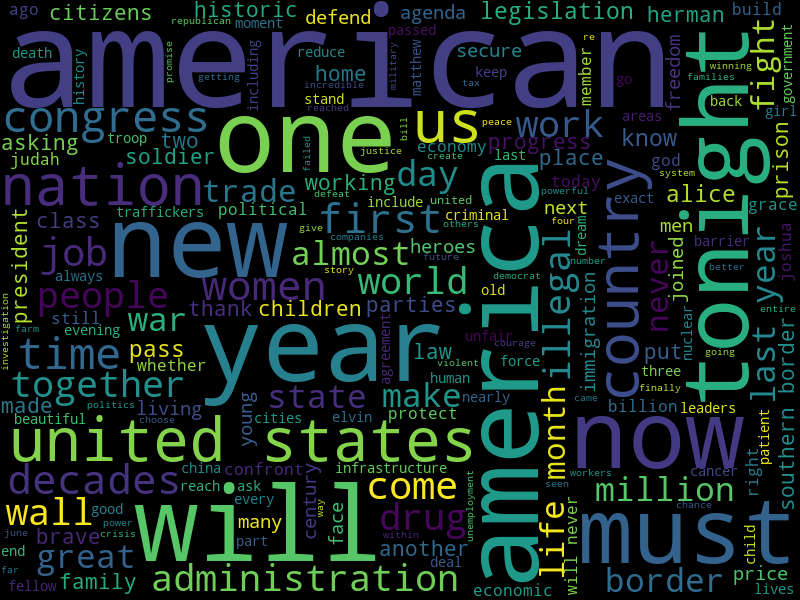 ago citizens historic defend agenda legislation herman build
republican moment passed
american
death history promise getting including reduce home stand military incredible reached matthew secure keep tax member re go freedom areas back winning families fight government girl
congress one us work know tonight
asking two troop judah soldier failed bill peace justice economy create last progress place god system prison
nation trade working defeat day today powerful alice grace
class traffickers political give include united criminal next four men exact
president job new first almost heroes others companies story future democrat old dream number illegal country barrier never joined better joshua
always people women world
still thank children parties unfair
investigation farm evening war year agreement violent courage law immigration put nuclear going entire last year
time pass whether human force three finally
together state make nearly came border
made living young cities elvin protect billion leaders
beautiful politics choose
united states america month now southern
china confront infrastructure workers cancer right patient
decades reach ask century unemployment seen
wall good every way come life million
june power many face drug chance must
brave crisis part within will never child
end great another border
far fellow family administration deal economic price lives